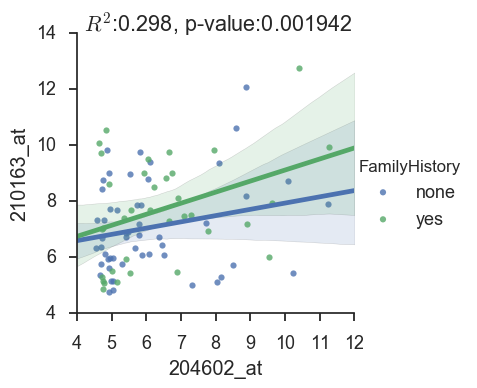 R²:0.298, p-value:0.001942
14
12
10
8
6
4
210163_at
4 5 6 7 8 9 10 11 12
204602_at
FamilyHistory
none
yes